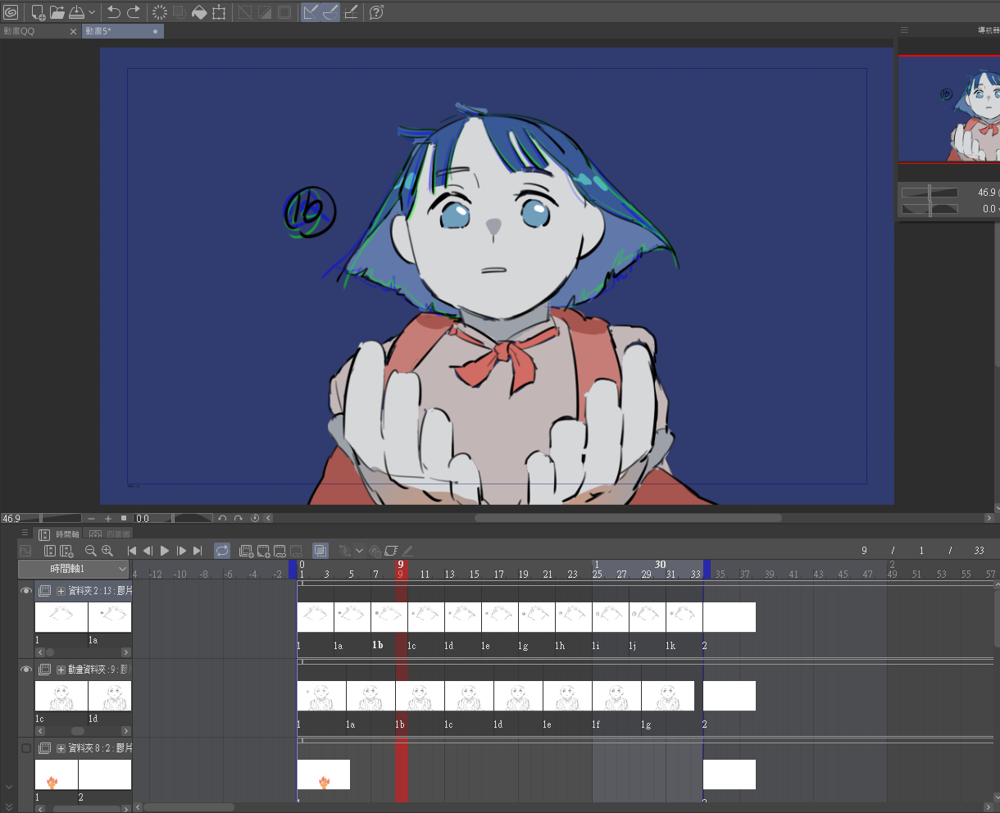 動畫QQ
動畫5*
導航器
1b
46.9
0.0
46.9
0.0
時間軸
四面圖
9 / 1 / 33
時間軸1
4 -12 -10 -8 -6 -4 -2
0 9 1 30 2
1 3 5 7 9 11 13 15 17 19 21 23 25 27 29 31 33 35 37 39 41 43 45 47 49 51 53 55 57
資料夾 2 : 13 : 膠片
1 1a
1 1a 1b 1c 1d 1e 1g 1h 1i 1j 1k 2
動畫資料夾 : 9 : 膠
1c 1d
1 1a 1b 1c 1d 1e 1f 1g 2
資料夾 8 : 2 : 膠片
1 2